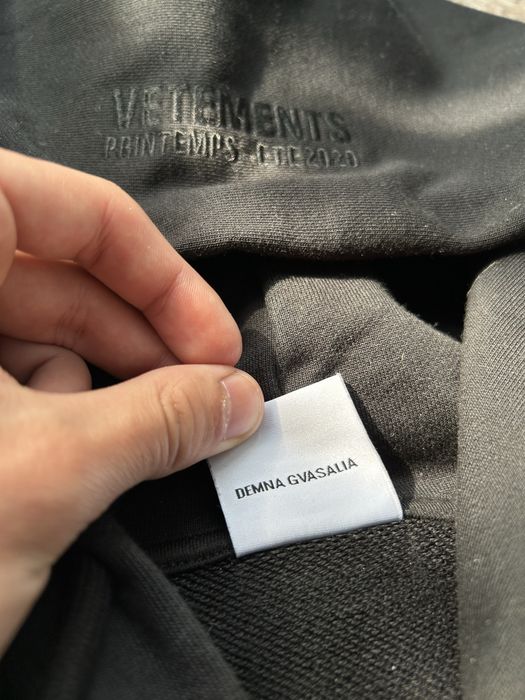 VETEMENTS
PRINTEMPS ETE 2020
DEMNA GVASALIA